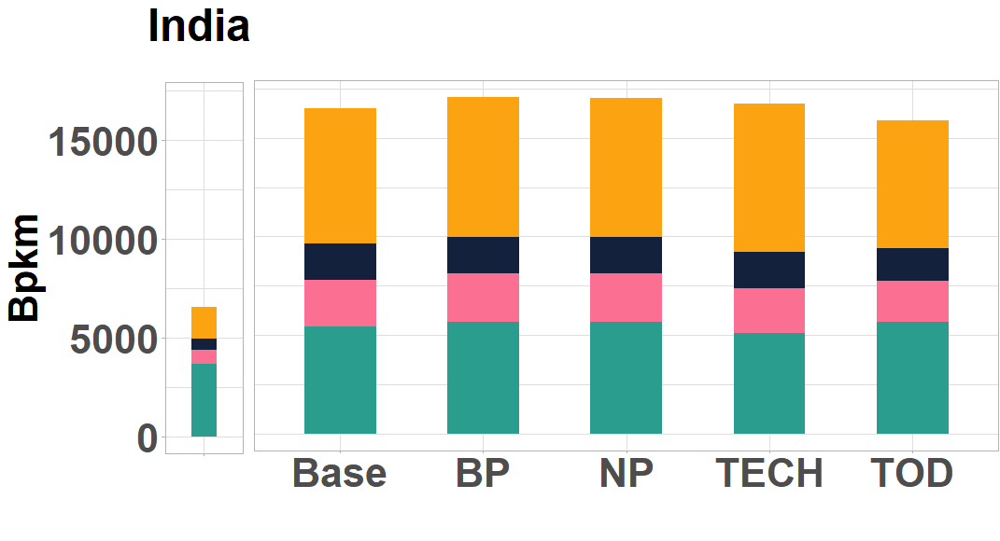 India
Bpkm
15000
10000
5000
0
Base BP NP TECH TOD